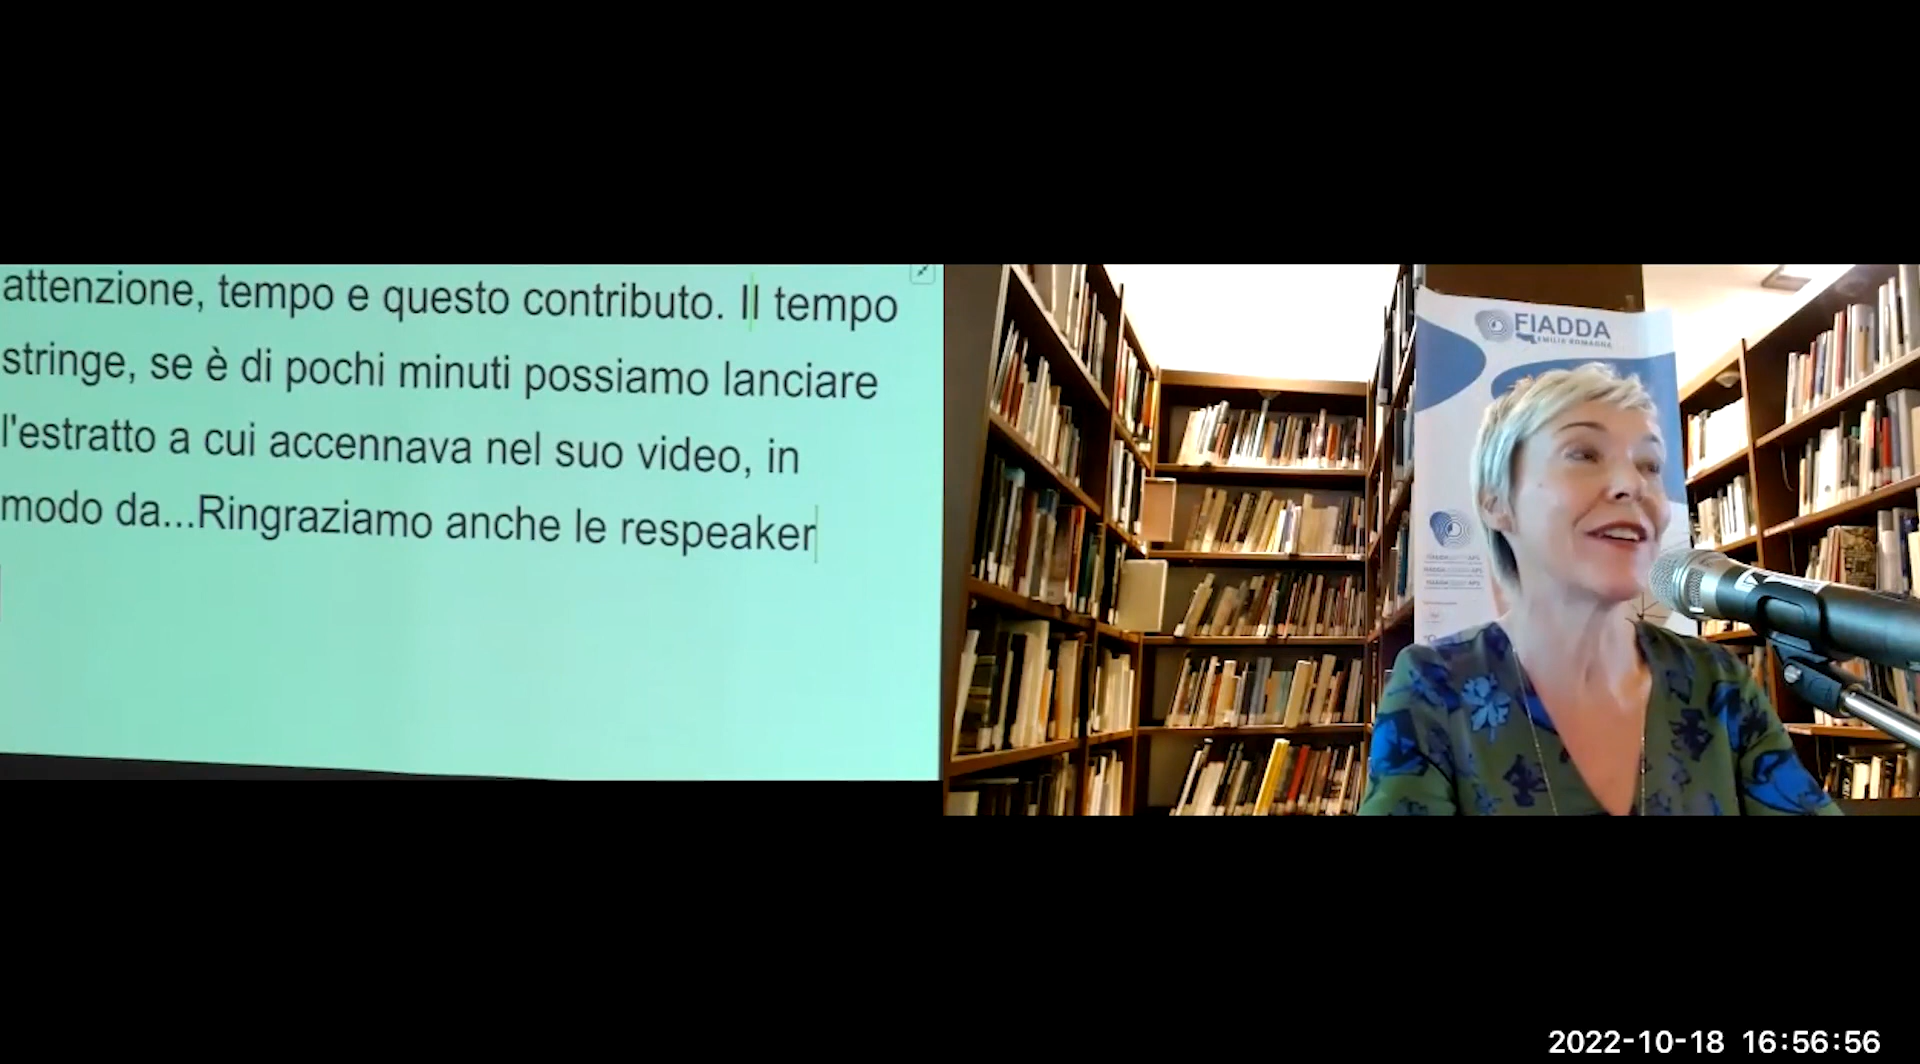 attenzione, tempo e questo contributo. Il tempo
stringe, se è di pochi minuti possiamo lanciare
l'estratto a cui accennava nel suo video, in
modo da...Ringraziamo anche le respeaker
FIADDA
EMILIA ROMAGNA
2022-10-18 16:56:56